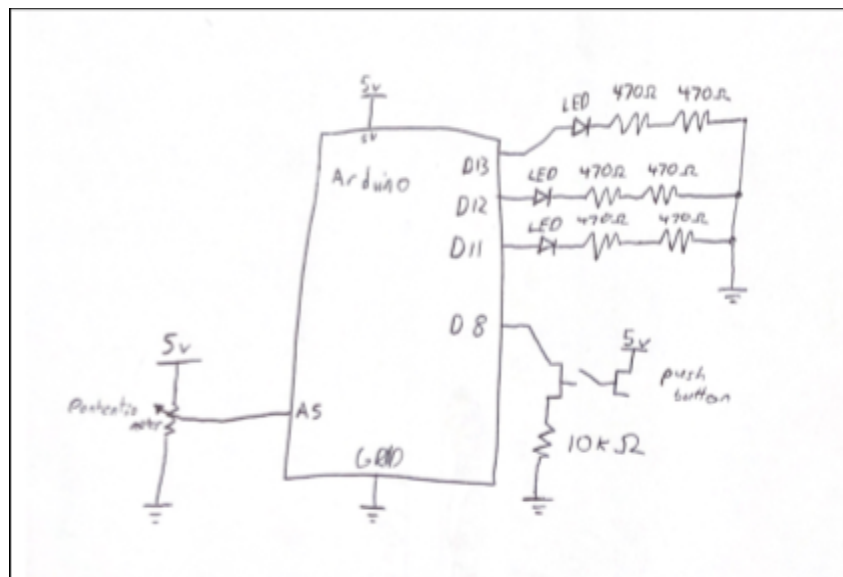 5v
5v
Arduino
LED 470Ω 470Ω
D13
LED 470Ω 470Ω
D12
LED 470Ω 470Ω
D11
D8
5v
push
button
10KΩ
5v
A5
GND